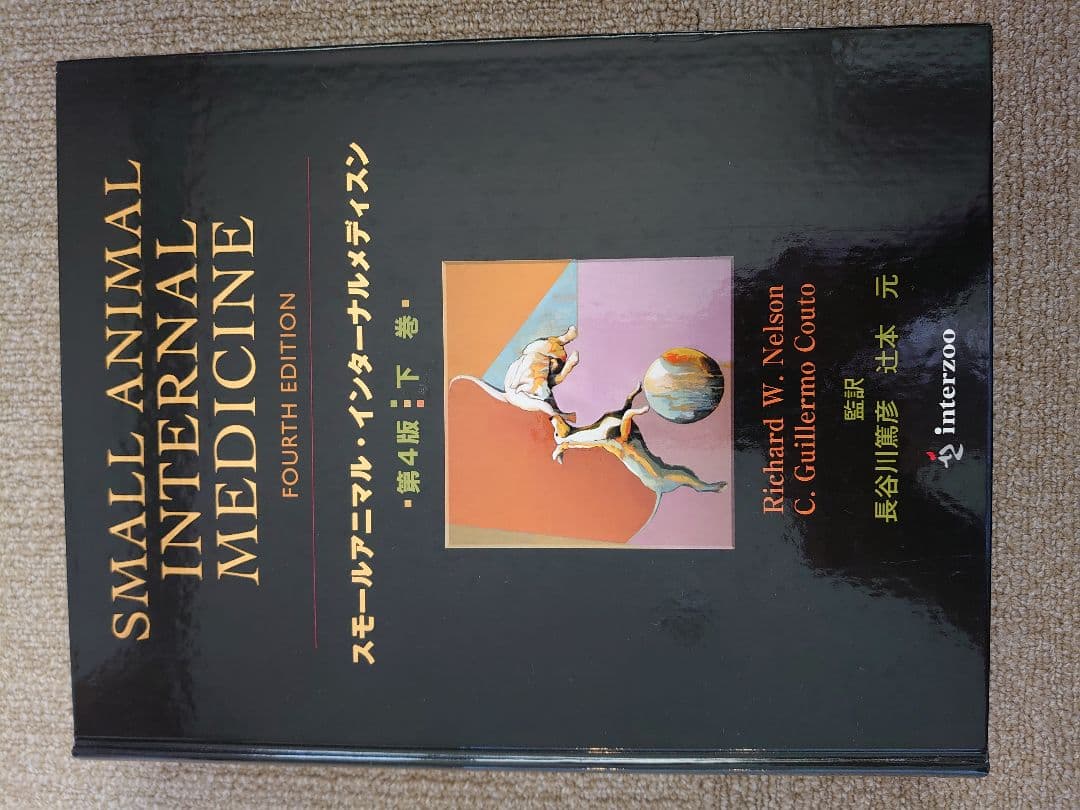 SMALL ANIMAL
INTERNAL
MEDICINE
FOURTH EDITION
スモールアニマル・インターナルメディスン
第4版 下 巻
Richard W. Nelson
C. Guillermo Couto
監訳
長谷川篤彦 辻本 元
interzoo